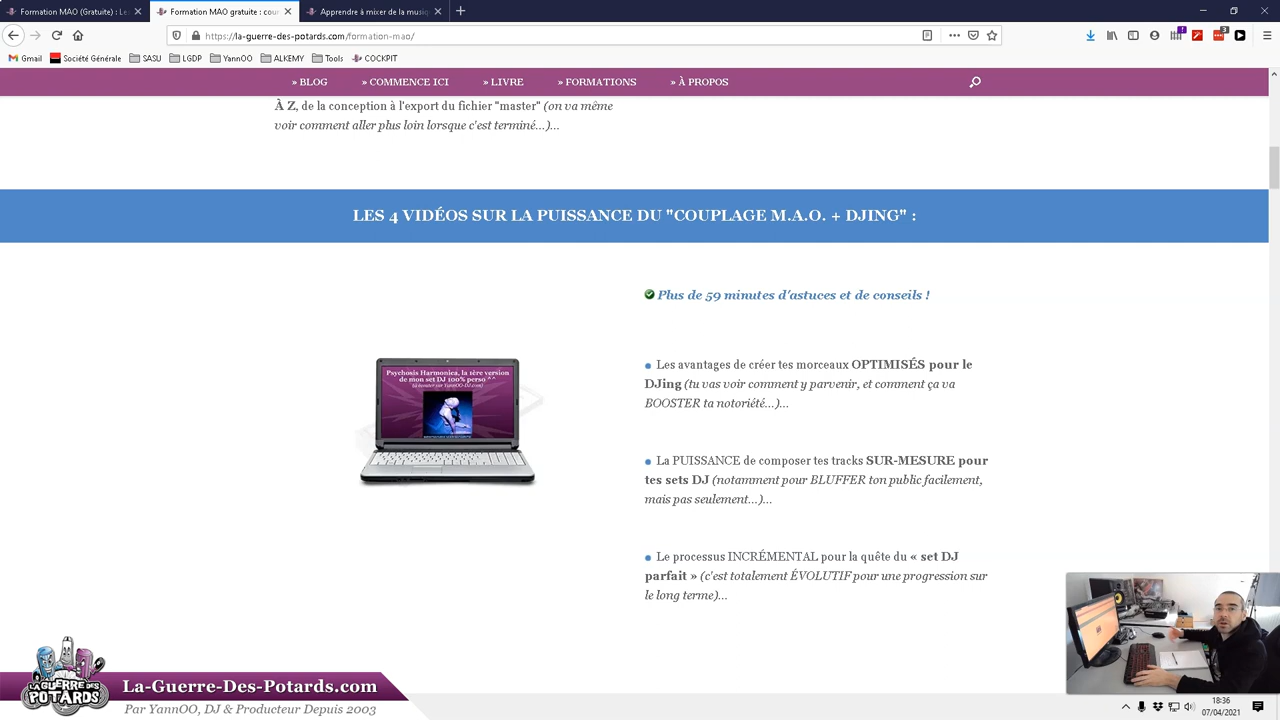 Formation MAO (Gratuite) : Le
Formation MAO gratuite : cour
Apprendre à mixer de la musiq
https://la-guerre-des-potards.com/formation-mao/
Gmail
Société Générale
SASU
LGDP
YannOO
ALKEMY
Tools
COCKPIT
» BLOG
» COMMENCE ICI
» LIVRE
» FORMATIONS
» À PROPOS
À Z, de la conception à l'export du fichier "master" (on va même
voir comment aller plus loin lorsque c'est terminé...)...
LES 4 VIDÉOS SUR LA PUISSANCE DU "COUPLAGE M.A.O. + DJING" :
Plus de 59 minutes d'astuces et de conseils !
Psychosis Harmonica, la 1ère version
de mon set DJ 100% perso ^^
Les avantages de créer tes morceaux OPTIMISÉS pour le
DJing (tu vas voir comment y parvenir, et comment ça va
BOOSTER ta notoriété...)...
La PUISSANCE de composer tes tracks SUR-MESURE pour
tes sets DJ (notamment pour BLUFFER ton public facilement,
mais pas seulement...)...
Le processus INCRÉMENTAL pour la quête du « set DJ
parfait » (c'est totalement ÉVOLUTIF pour une progression sur
le long terme)...
LA GUERRE DES
POTARDS
La-Guerre-Des-Potards.com
Par YannOO, DJ & Producteur Depuis 2003
18:36
07/04/2021